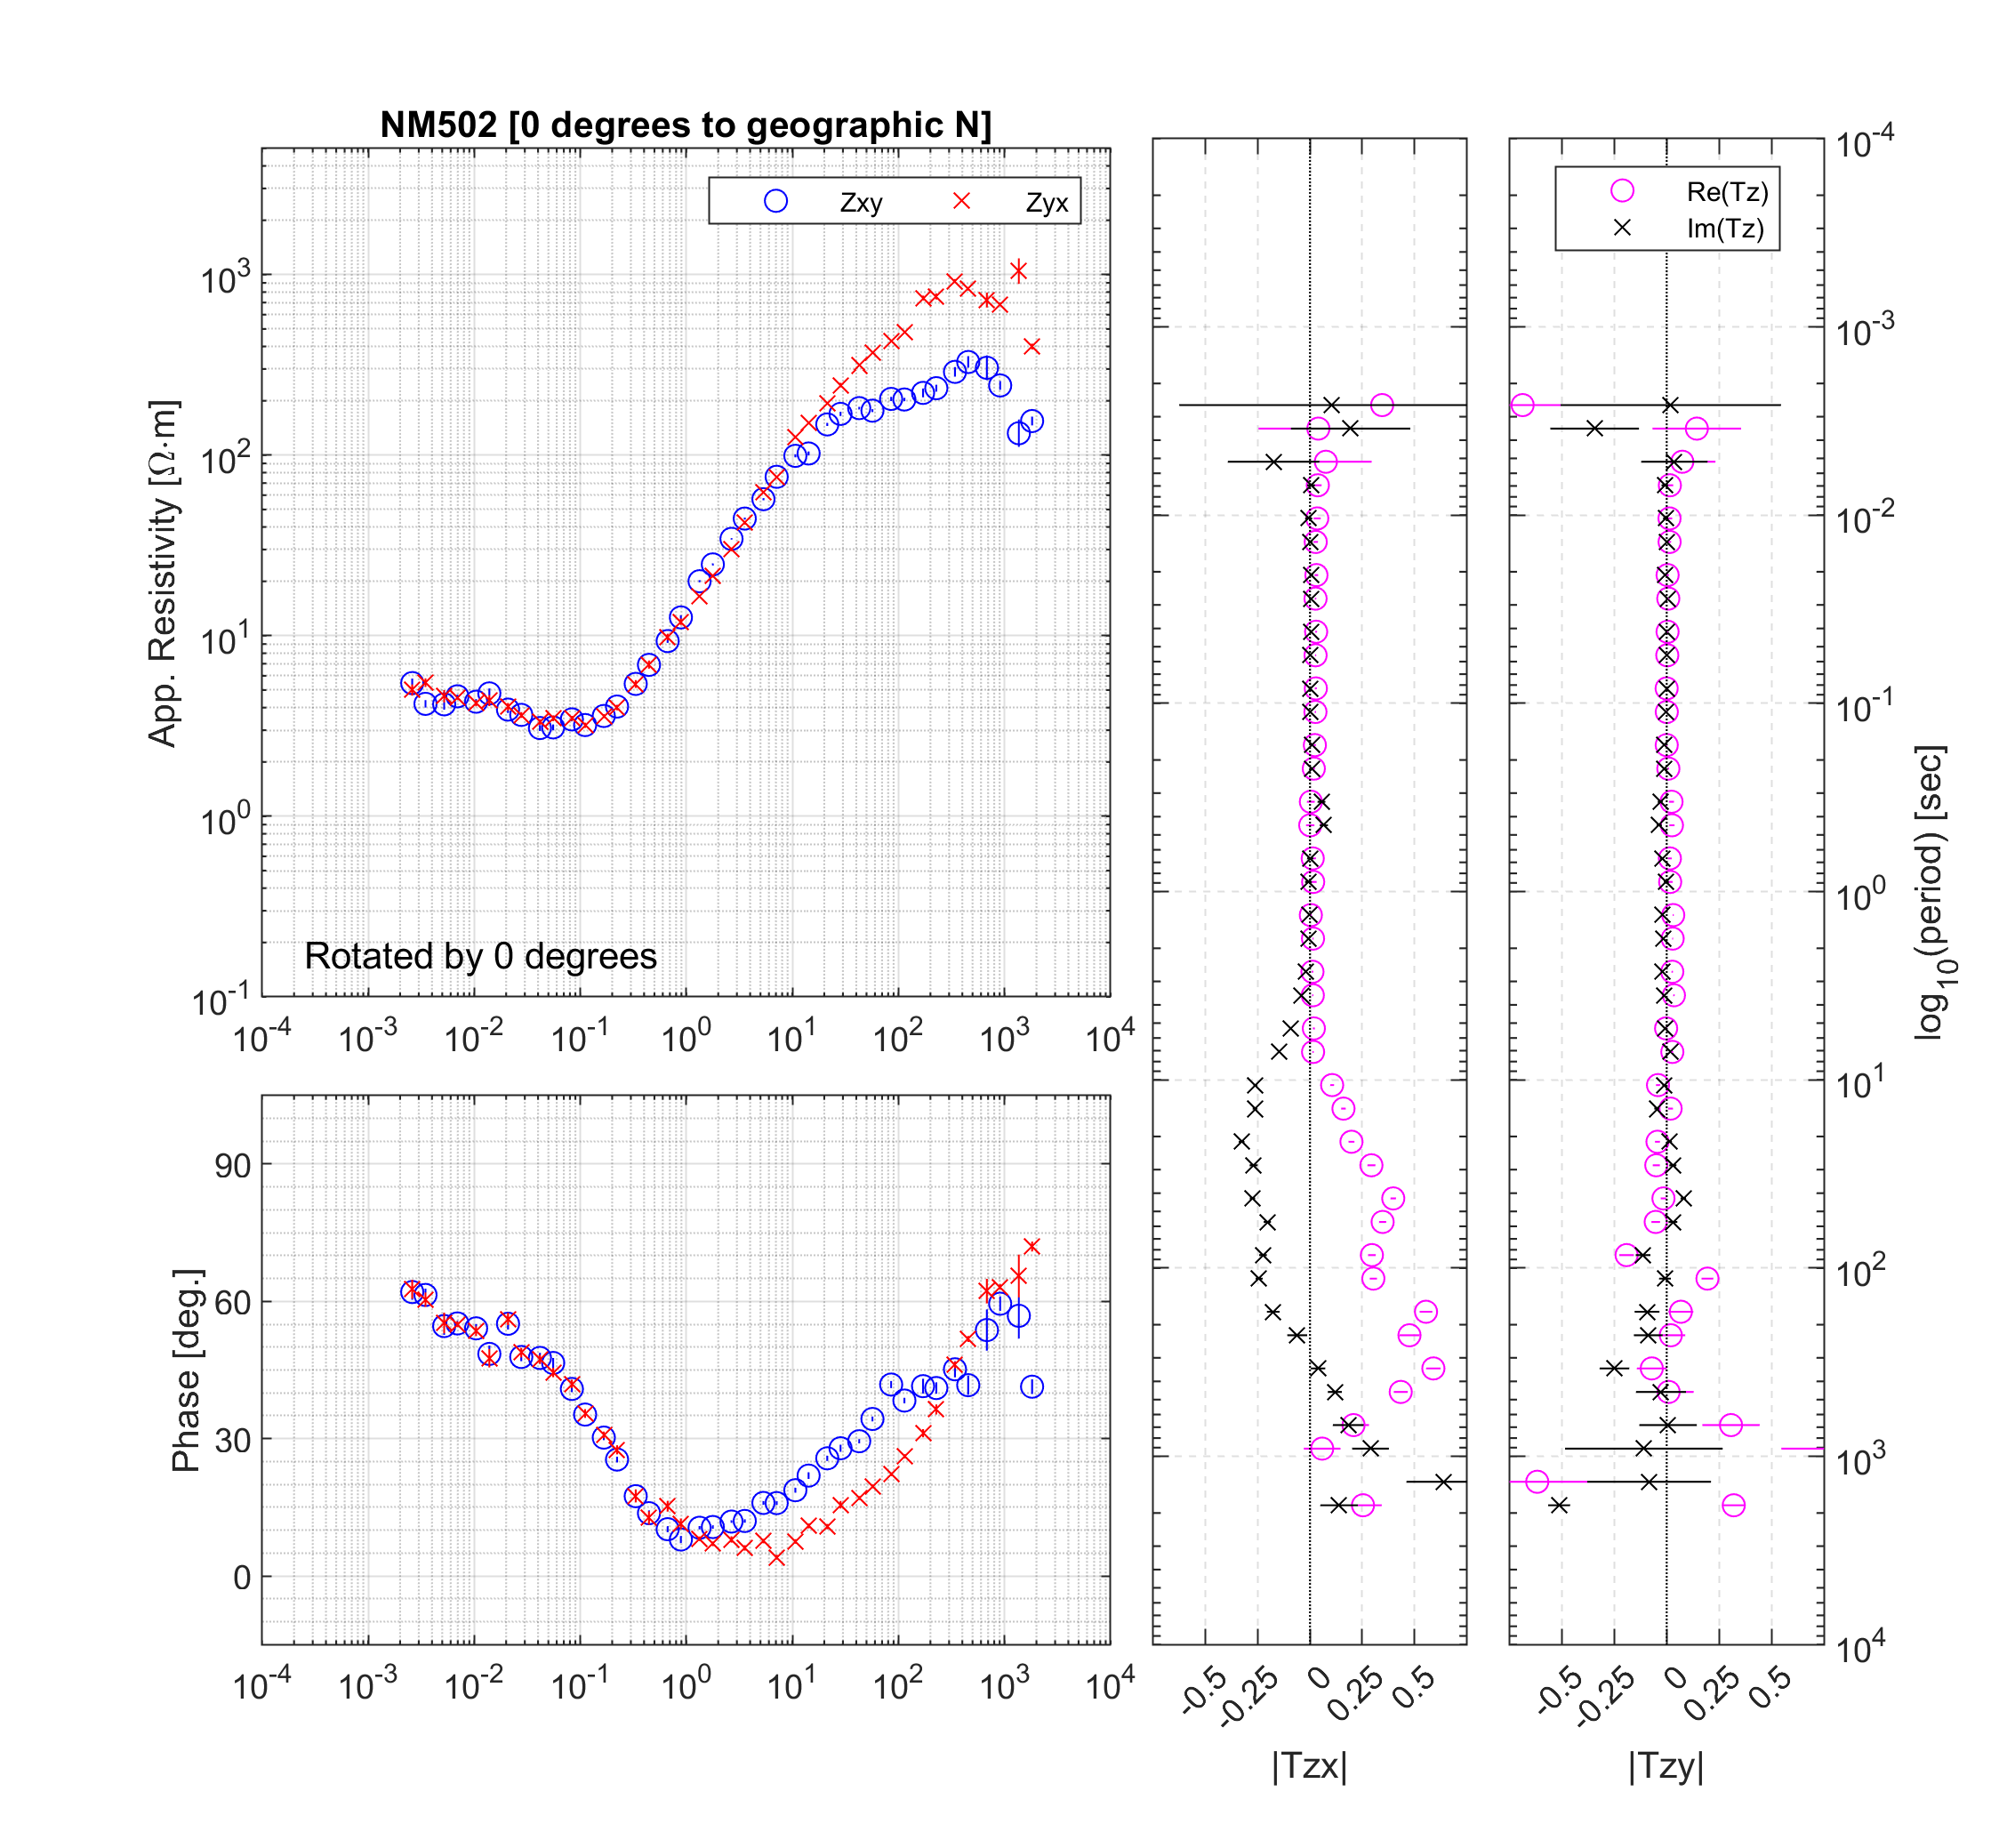 NM502 [0 degrees to geographic N]
Zxy Zyx
App. Resistivity [Ω·m]
10^3
10^2
10^1
10^0
10^-1
Rotated by 0 degrees
10^-4 10^-3 10^-2 10^-1 10^0 10^1 10^2 10^3 10^4
Phase [deg.]
90
60
30
0
10^-4 10^-3 10^-2 10^-1 10^0 10^1 10^2 10^3 10^4
-0.5 -0.25 0 0.25 0.5
|Tzx|
Re(Tz)
Im(Tz)
10^-4
10^-3
10^-2
10^-1
10^0
10^1
10^2
10^3
10^4
log10(period) [sec]
-0.5 -0.25 0 0.25 0.5
|Tzy|